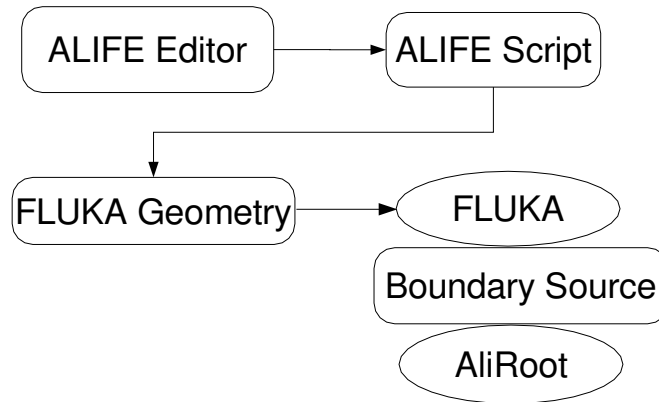 ALIFE Editor
ALIFE Script
FLUKA Geometry
FLUKA
Boundary Source
AliRoot